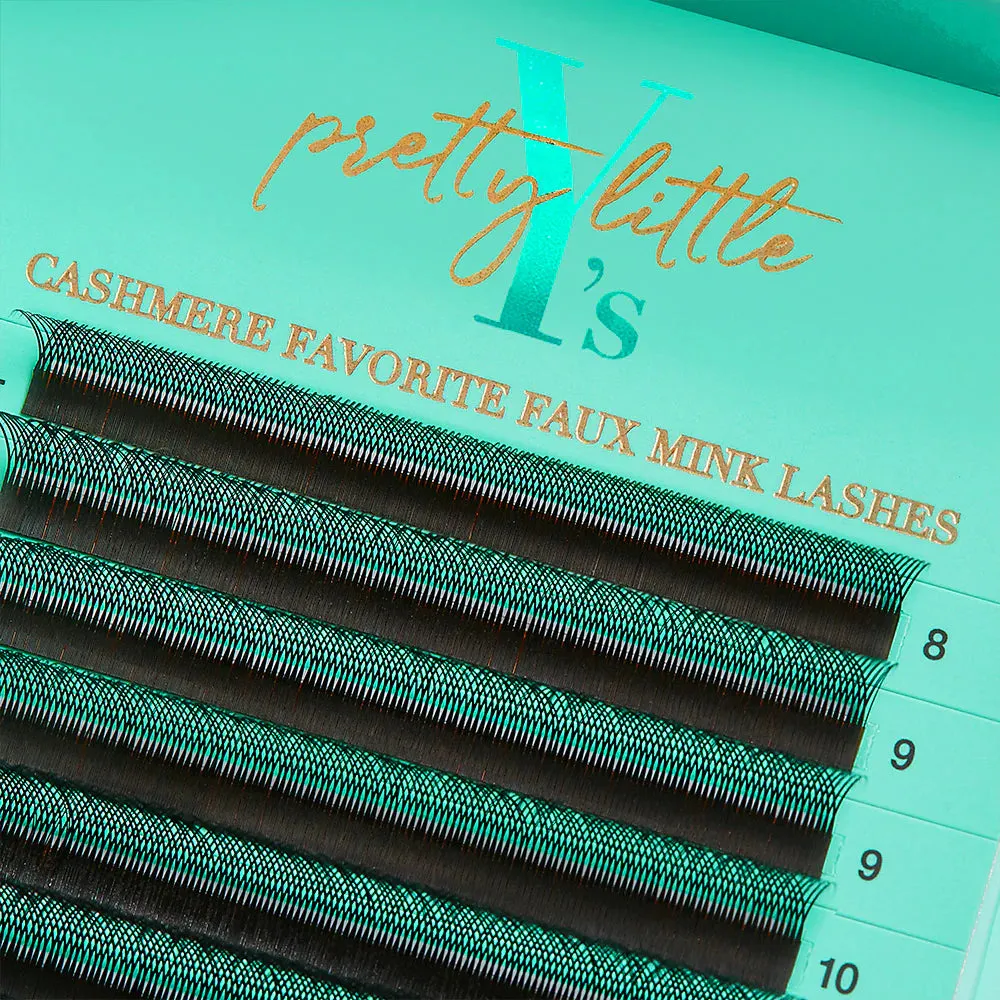 pretty little
Y's
CASHMERE FAVORITE FAUX MINK LASHES
8
9
9
10